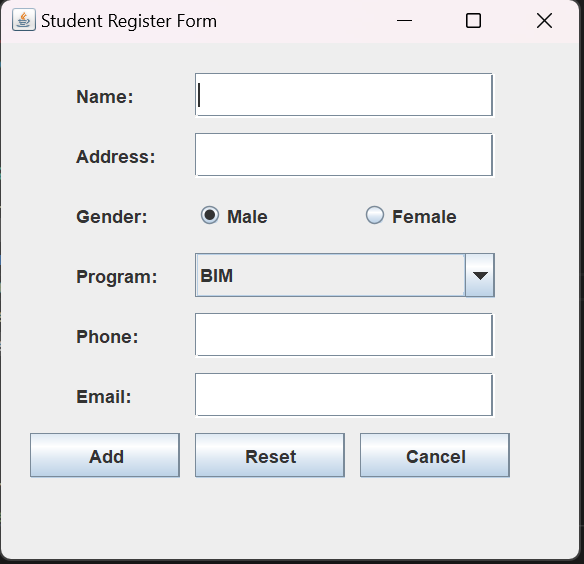 Student Register Form
Name:
Address:
Gender: Male Female
Program: BIM
Phone:
Email:
Add Reset Cancel